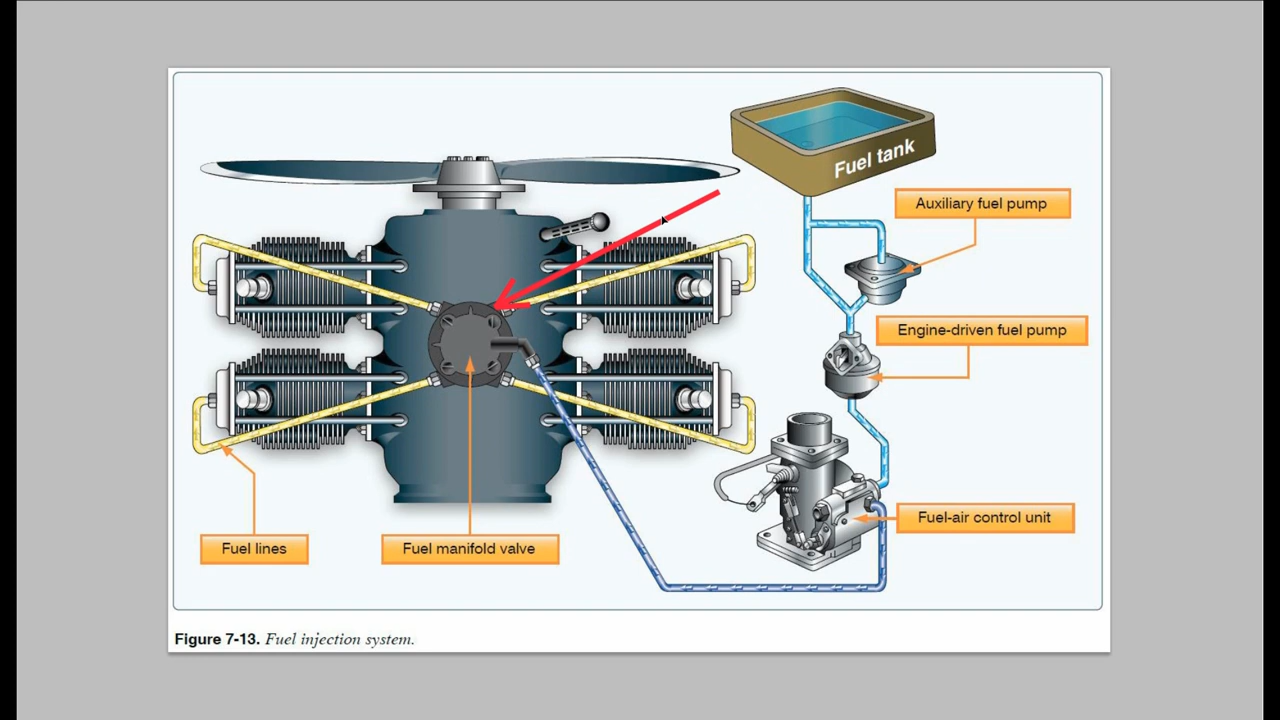 Fuel tank
Auxiliary fuel pump
Engine-driven fuel pump
Fuel-air control unit
Fuel lines
Fuel manifold valve
Figure 7-13. Fuel injection system.